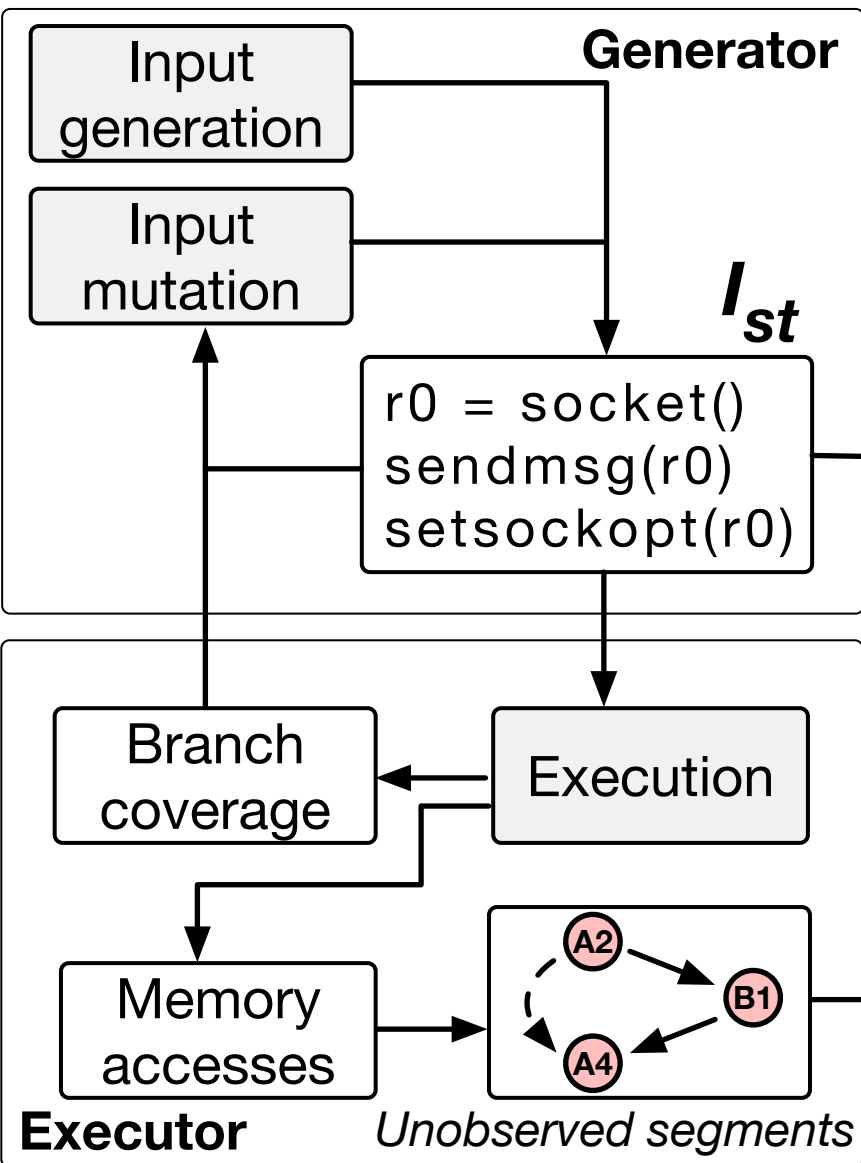 Generator
Input
generation
Input
mutation
I_st
r0 = socket()
sendmsg(r0)
setsockopt(r0)
Branch
coverage
Execution
Memory
accesses
A2
B1
A4
Executor
Unobserved segments